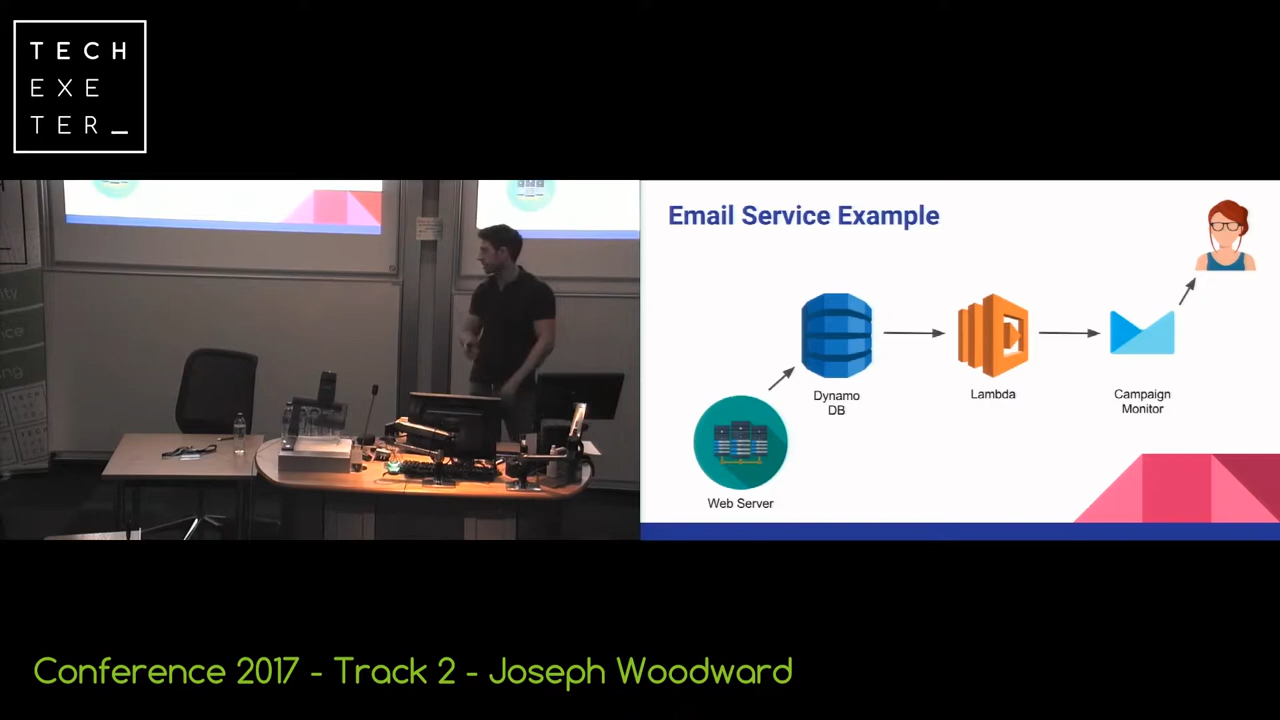 TECH
EXE
TER_
Email Service Example
Dynamo
DB
Lambda
Campaign
Monitor
Web Server
Conference 2017 - Track 2 - Joseph Woodward